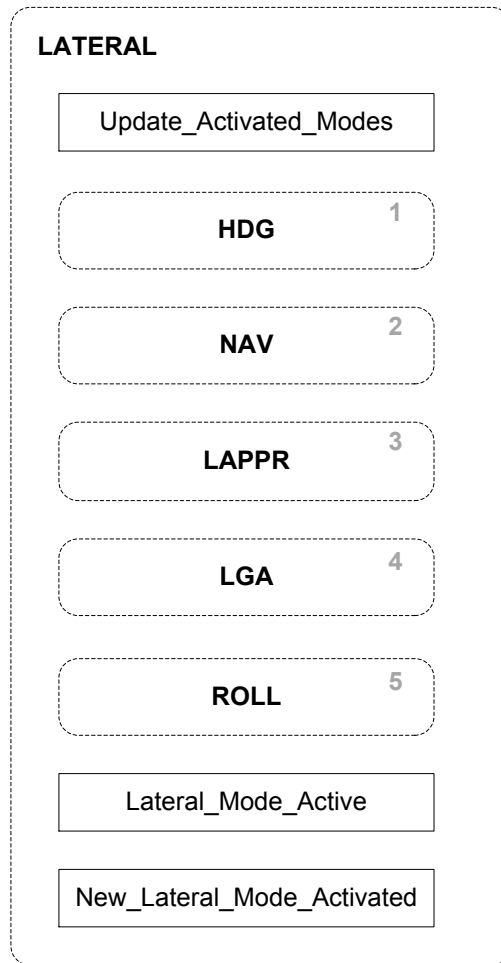 LATERAL
Update_Activated_Modes
1
HDG
2
NAV
3
LAPPR
4
LGA
5
ROLL
Lateral_Mode_Active
New_Lateral_Mode_Activated